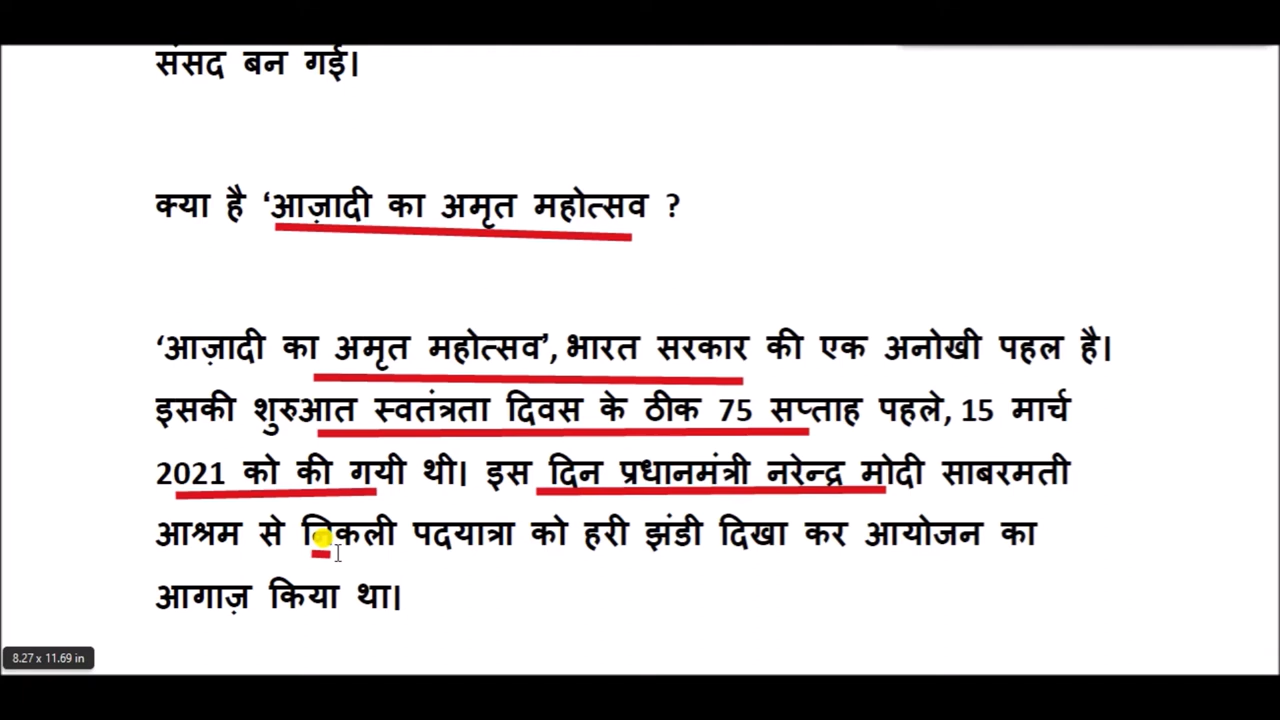 संसद बन गई।
क्या है ‘आज़ादी का अमृत महोत्सव ?
‘आज़ादी का अमृत महोत्सव’, भारत सरकार की एक अनोखी पहल है।
इसकी शुरुआत स्वतंत्रता दिवस के ठीक 75 सप्ताह पहले, 15 मार्च
2021 को की गयी थी। इस दिन प्रधानमंत्री नरेन्द्र मोदी साबरमती
आश्रम से निकली पदयात्रा को हरी झंडी दिखा कर आयोजन का
आगाज़ किया था।
8.27 x 11.69 in